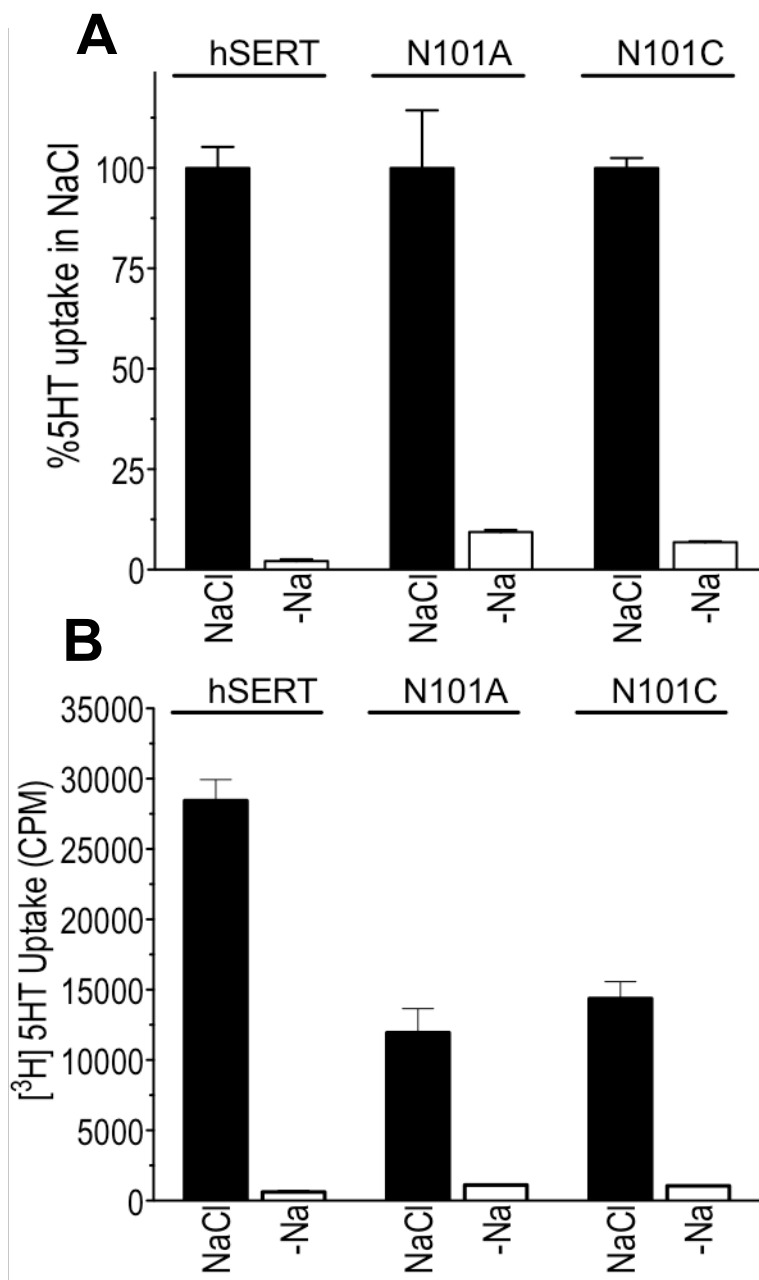 A
hSERT N101A N101C
%5HT uptake in NaCl
100
75
50
25
0
NaCl -Na NaCl -Na NaCl -Na
B
hSERT N101A N101C
[³H] 5HT Uptake (CPM)
35000
30000
25000
20000
15000
10000
5000
0
NaCl -Na NaCl -Na NaCl -Na